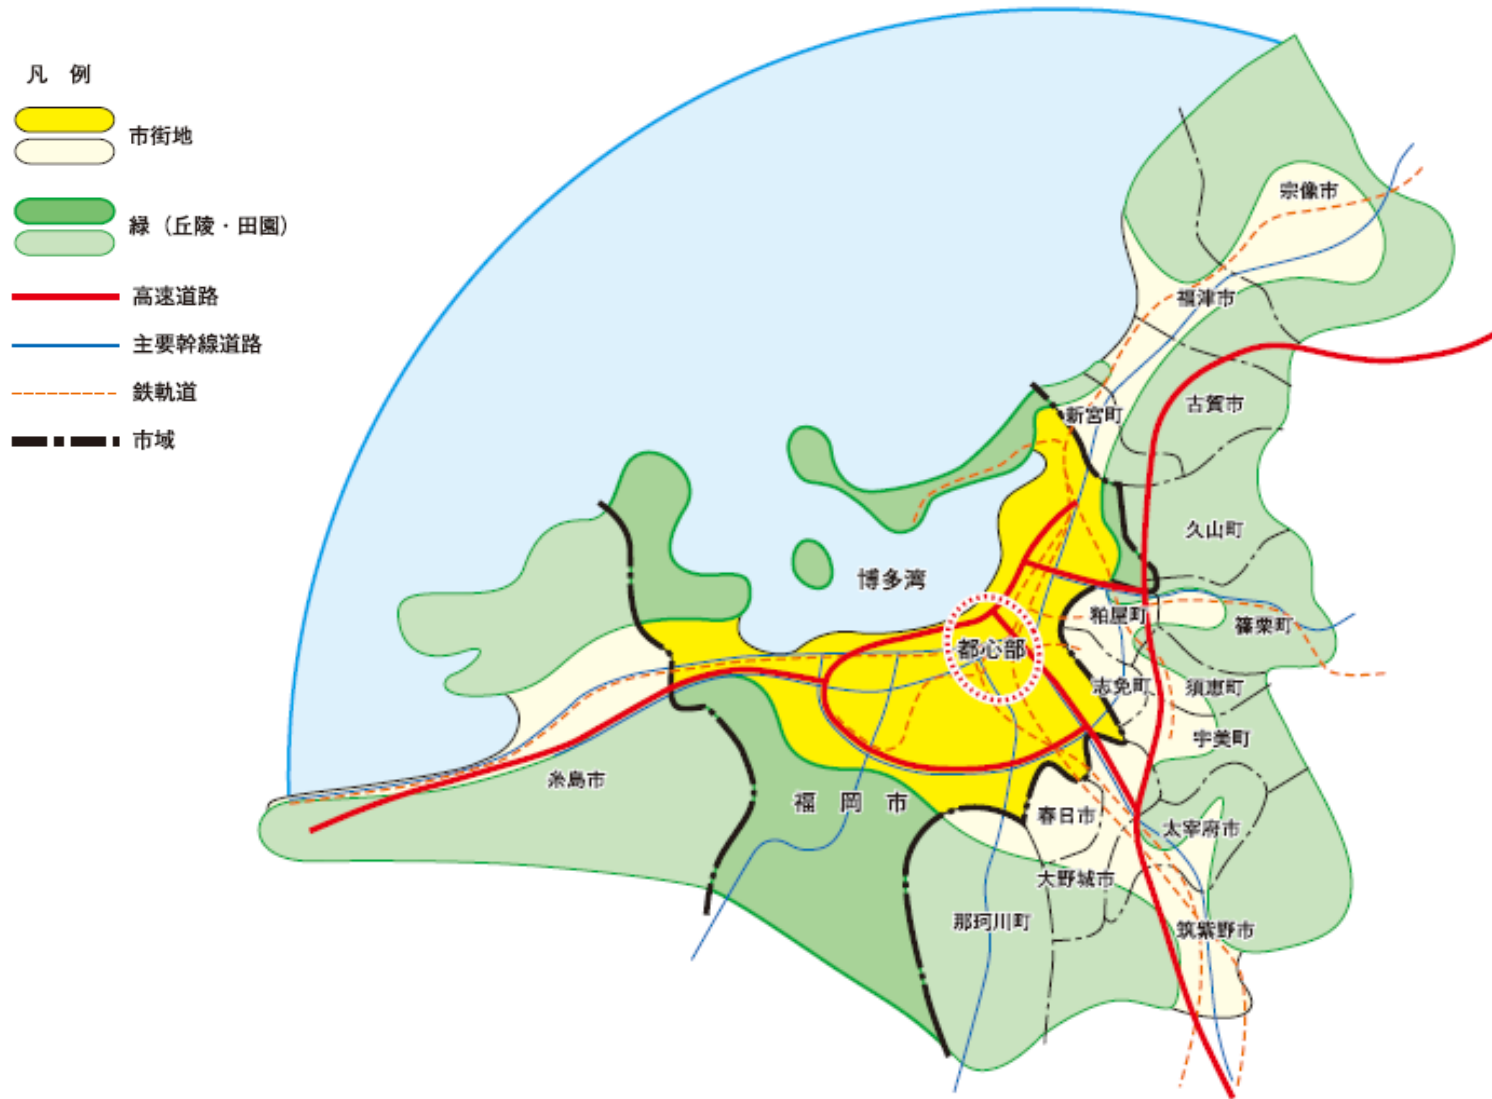 凡 例
市街地
緑（丘陵・田園）
高速道路
主要幹線道路
鉄軌道
市域
宗像市
福津市
古賀市
新宮町
久山町
博多湾
粕屋町
篠栗町
都心部
志免町
須恵町
宇美町
糸島市
福岡市
春日市
太宰府市
大野城市
那珂川町
筑紫野市